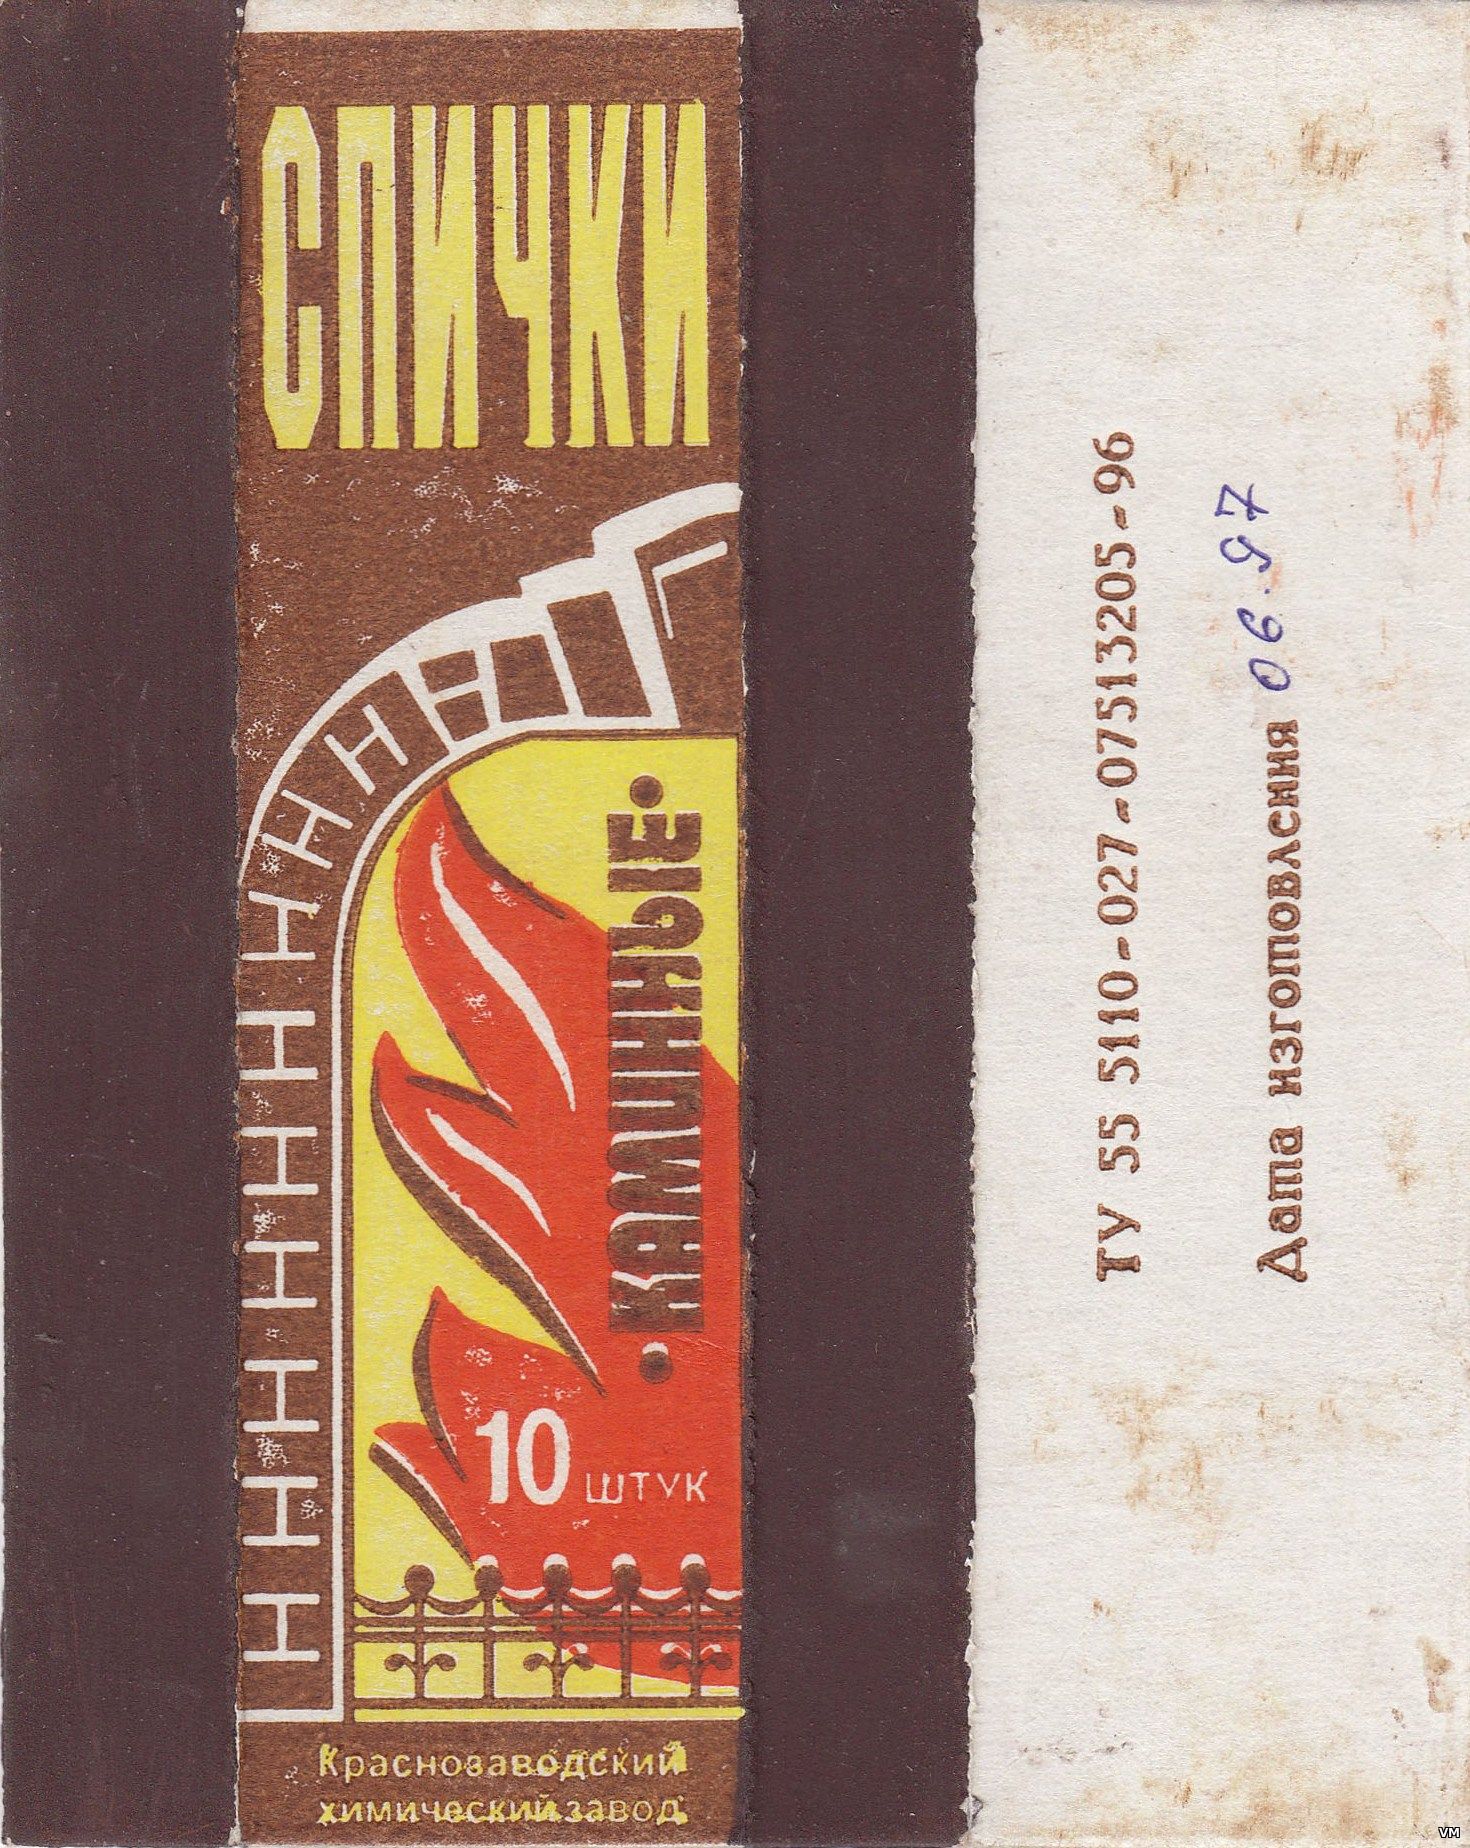 СПИЧКИ
• КАМИННЫЕ •
10 ШТУК
Краснозаводский
химический завод
ТУ 55 5110-027-07513205-96
Дата изготовления 06.97
VM